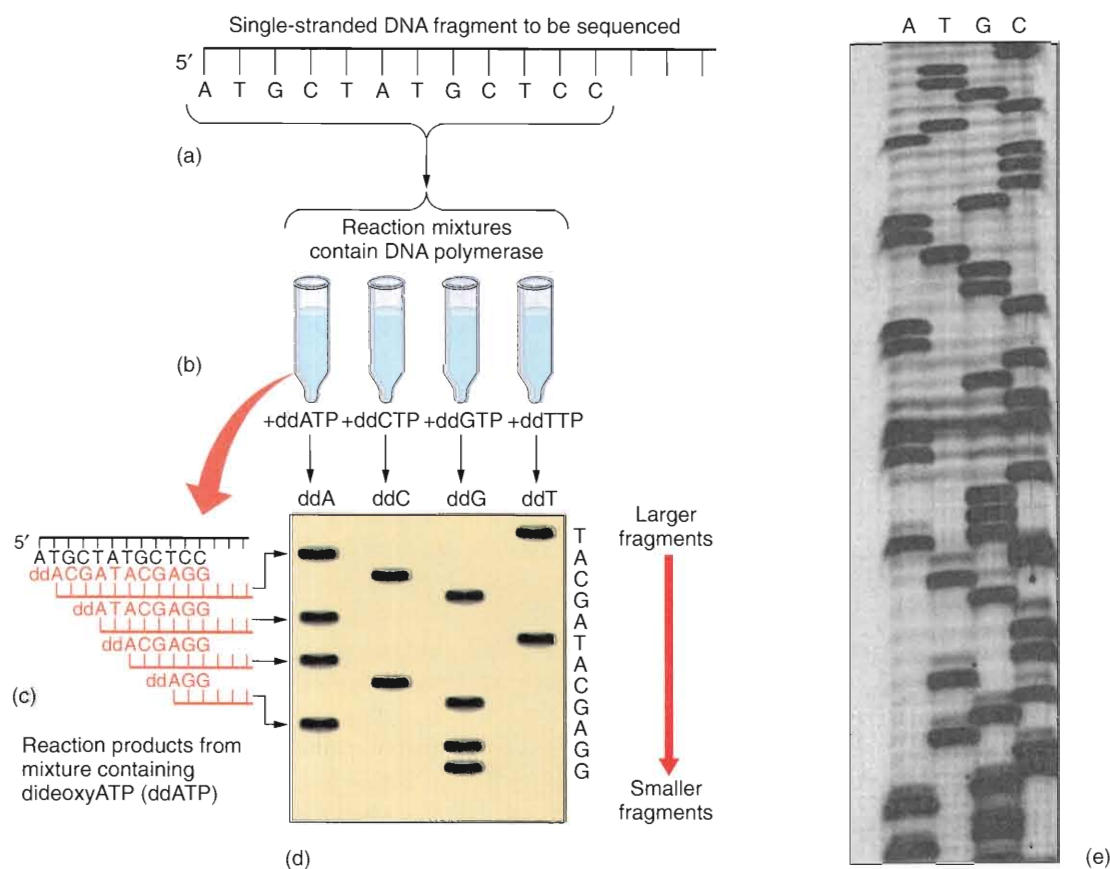 Single-stranded DNA fragment to be sequenced
5′
A T G C T A T G C T C C
(a)
Reaction mixtures
contain DNA polymerase
(b)
+ddATP +ddCTP +ddGTP +ddTTP
ddA ddC ddG ddT
5′
ATGCTATGCTCC
ddACGATACGAGG
ddATACGAGG
ddACGAGG
ddAGG
(c)
Reaction products from
mixture containing
dideoxyATP (ddATP)
T
A
C
G
A
T
A
C
G
A
G
G
(d)
Larger
fragments
Smaller
fragments
A T G C
(e)